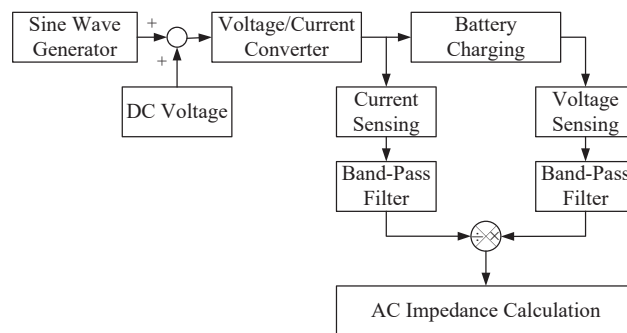 Sine Wave
Generator
+
+
DC Voltage
Voltage/Current
Converter
Battery
Charging
Current
Sensing
Voltage
Sensing
Band-Pass
Filter
Band-Pass
Filter
÷ ×
AC Impedance Calculation